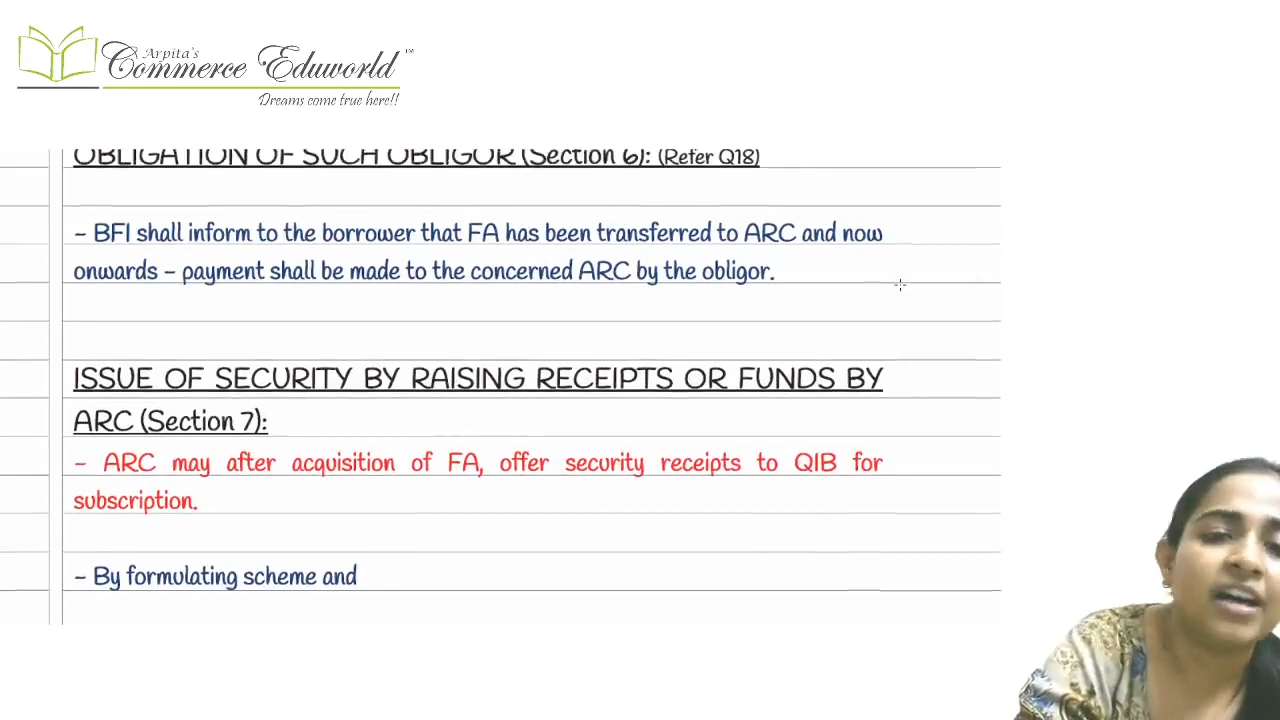 Arpita's
Commerce Eduworld™
Dreams come true here!!
OBLIGATION OF SUCH OBLIGOR (Section 6): (Refer Q18)
- BFI shall inform to the borrower that FA has been transferred to ARC and now
onwards - payment shall be made to the concerned ARC by the obligor.
ISSUE OF SECURITY BY RAISING RECEIPTS OR FUNDS BY
ARC (Section 7):
- ARC may after acquisition of FA, offer security receipts to QIB for
subscription.
- By formulating scheme and